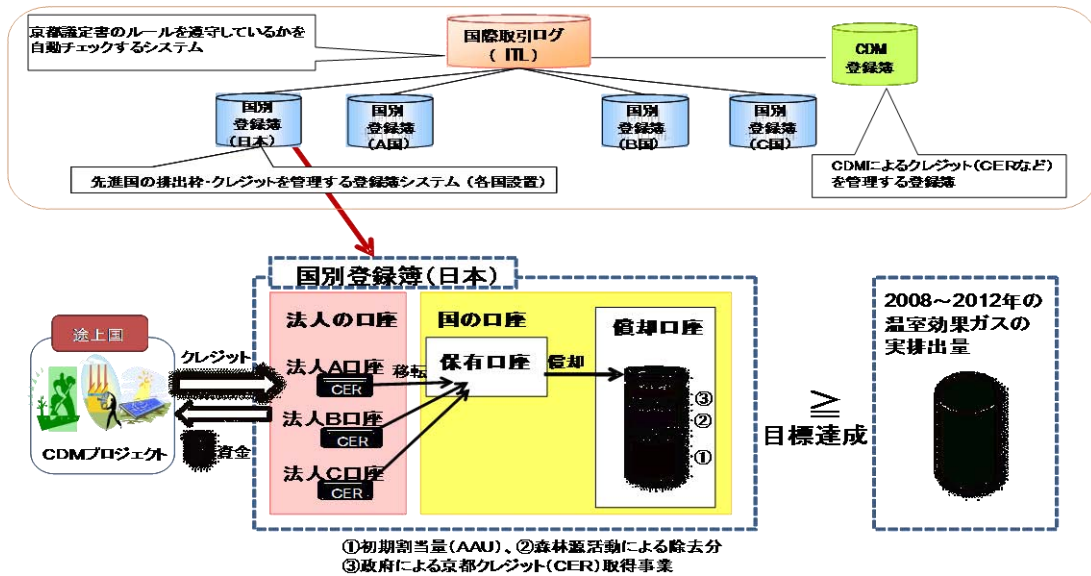 京都議定書のルールを遵守しているかを
自動チェックするシステム
国際取引ログ
(ITL)
CDM
登録簿
国別
登録簿
(日本)
国別
登録簿
(A国)
国別
登録簿
(B国)
国別
登録簿
(C国)
先進国の排出枠・クレジットを管理する登録簿システム(各国設置)
CDMによるクレジット(CERなど)
を管理する登録簿
国別登録簿(日本)
法人の口座
国の口座
償却口座
途上国
クレジット
資金
CDMプロジェクト
法人A口座
CER
法人B口座
CER
法人C口座
CER
移転
保有口座
償却
③
②
①
≧
目標達成
2008～2012年の
温室効果ガスの
実排出量
①初期割当量(AAU)、②森林源活動による除去分
③政府による京都クレジット(CER)取得事業